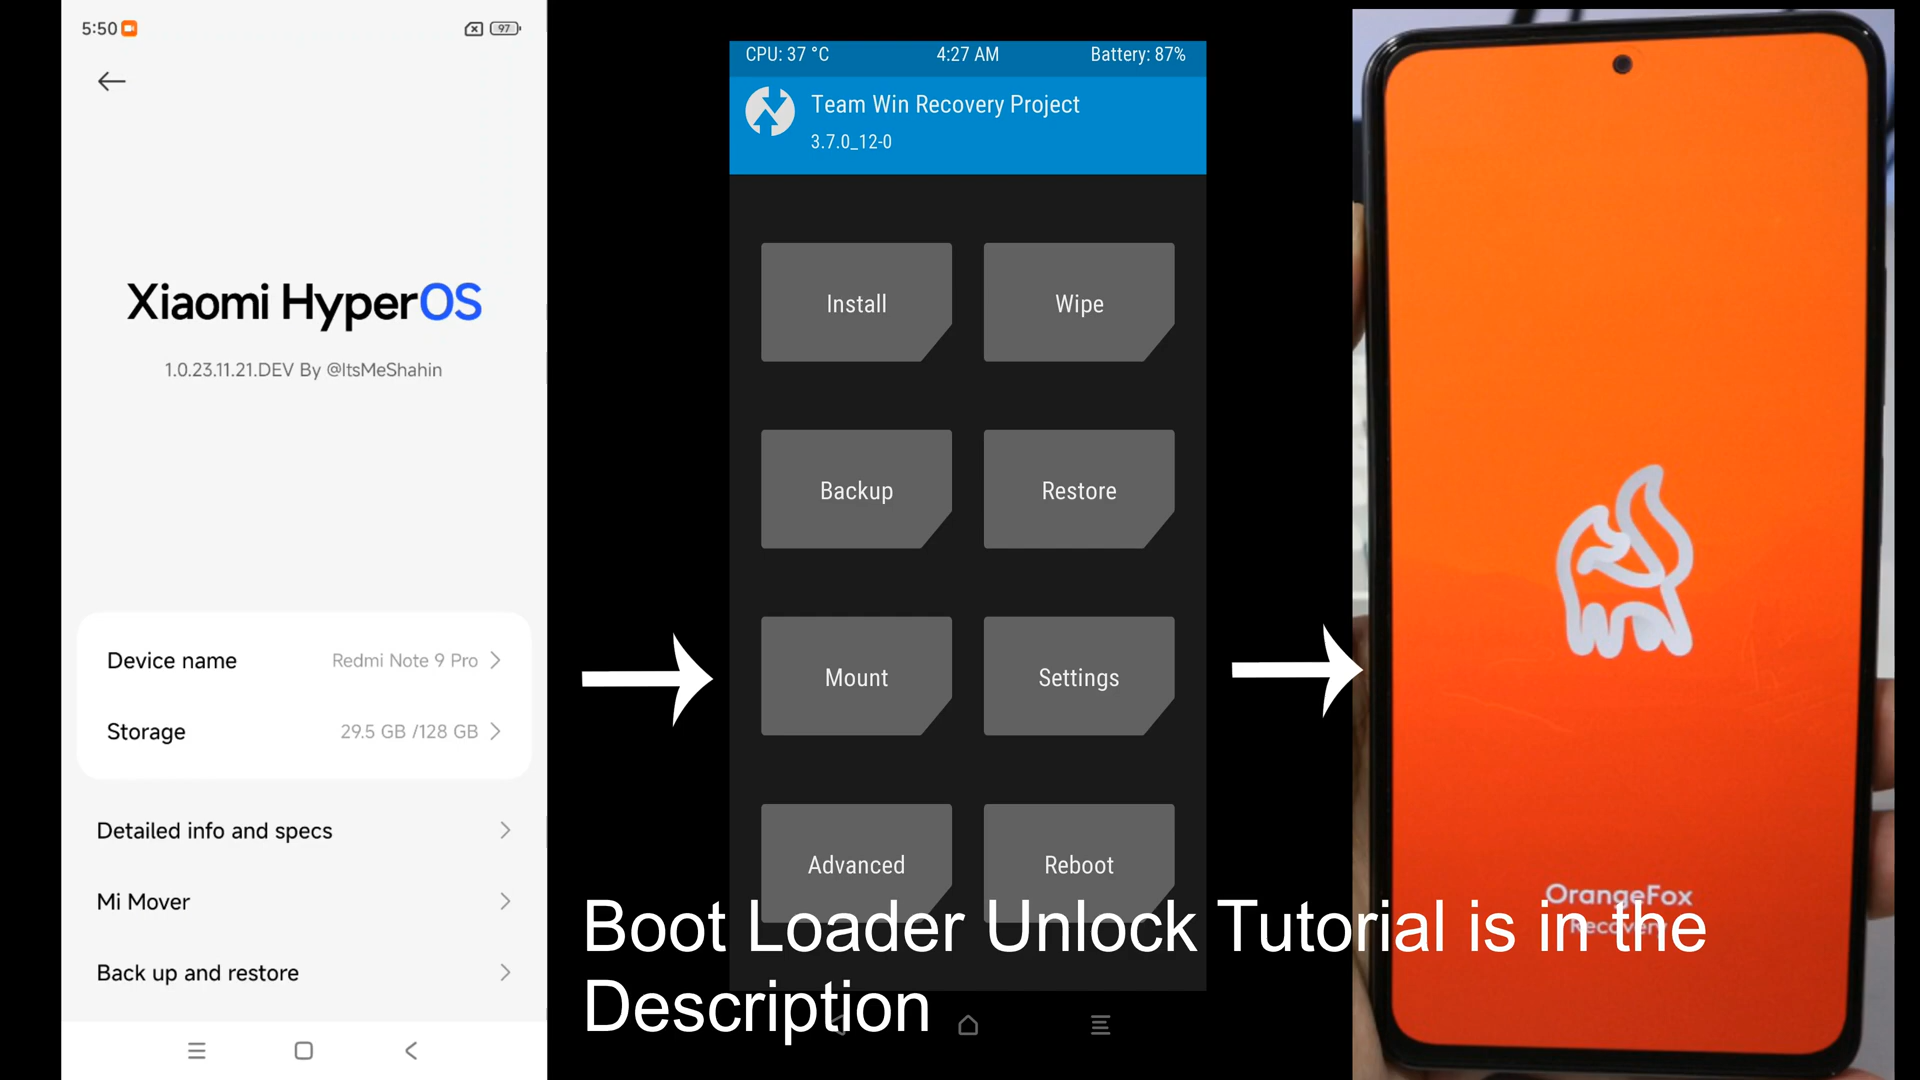 5:50
97
Xiaomi HyperOS
1.0.23.11.21.DEV By @ItsMeShahin
Device name Redmi Note 9 Pro
Storage 29.5 GB /128 GB
Detailed info and specs
Mi Mover
Back up and restore
CPU: 37 °C 4:27 AM Battery: 87%
Team Win Recovery Project
3.7.0_12-0
Install Wipe
Backup Restore
Mount Settings
Advanced Reboot
OrangeFox
Recovery
Boot Loader Unlock Tutorial is in the
Description